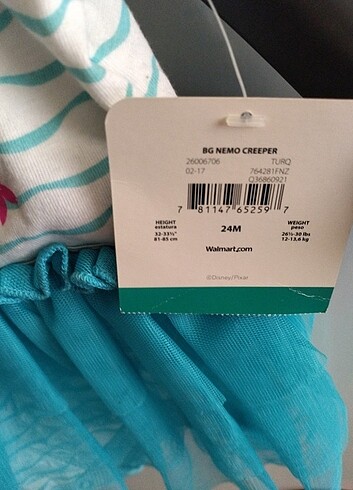 BG NEMO CREEPER
26006706 TURQ
02-17 764281FNZ
Q36860921
7 81147 65259 7
HEIGHT
estatura
32-33½"
81-85 cm
24M
WEIGHT
peso
26½-30 lbs
12-13,6 kg
Walmart.com
©Disney/Pixar